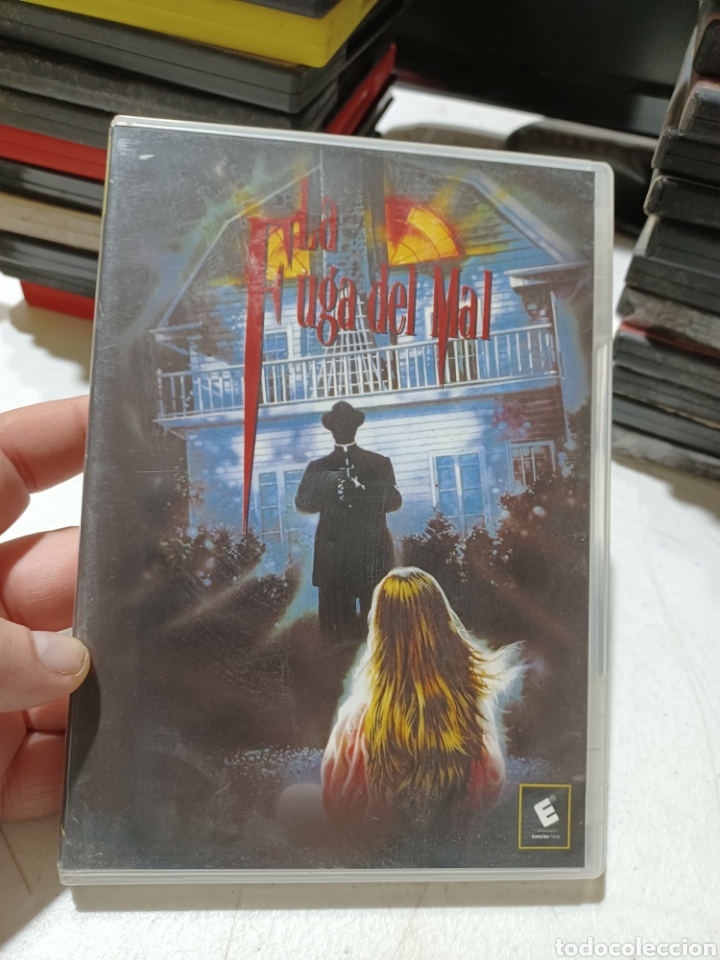 La
Fuga del Mal
E®
todocoleccion